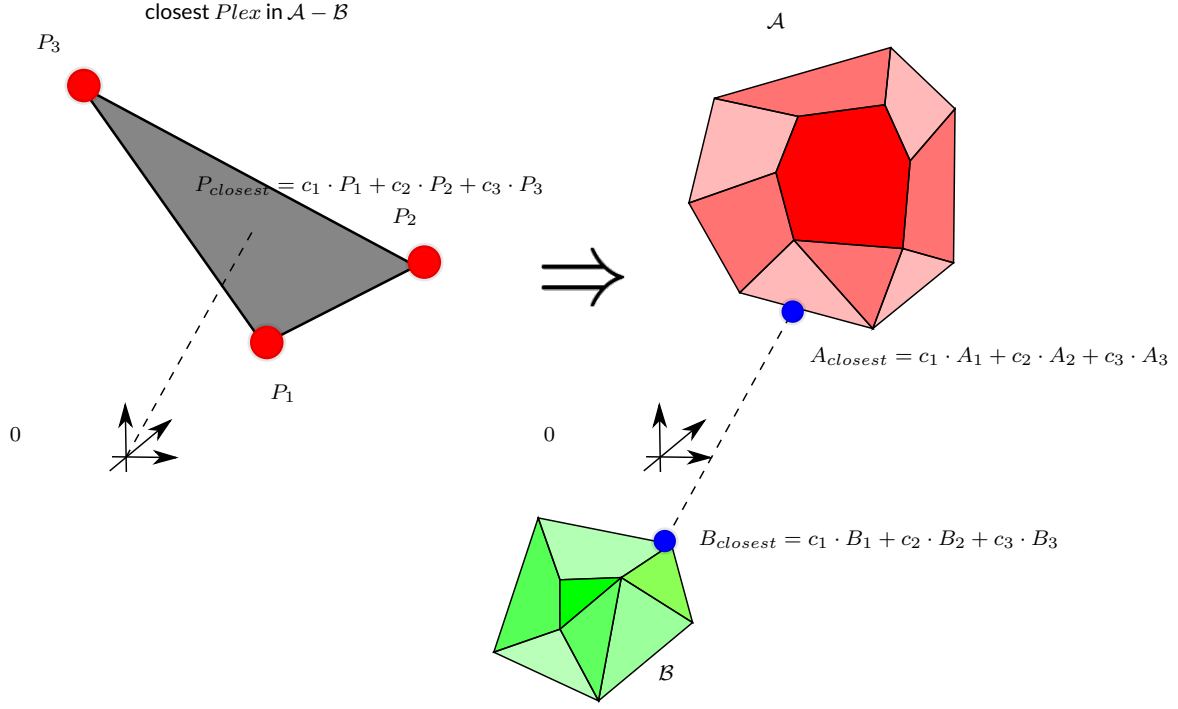 closest Plex in 𝒜 − ℬ
𝒜
P₃
P_closest = c₁ · P₁ + c₂ · P₂ + c₃ · P₃
P₂
A_closest = c₁ · A₁ + c₂ · A₂ + c₃ · A₃
P₁
0
0
B_closest = c₁ · B₁ + c₂ · B₂ + c₃ · B₃
ℬ